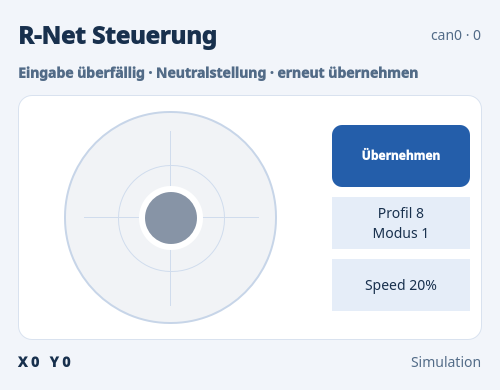 R-Net Steuerung
can0 · 0
Eingabe überfällig · Neutralstellung · erneut übernehmen
Übernehmen
Profil 8
Modus 1
Speed 20%
X 0 Y 0
Simulation